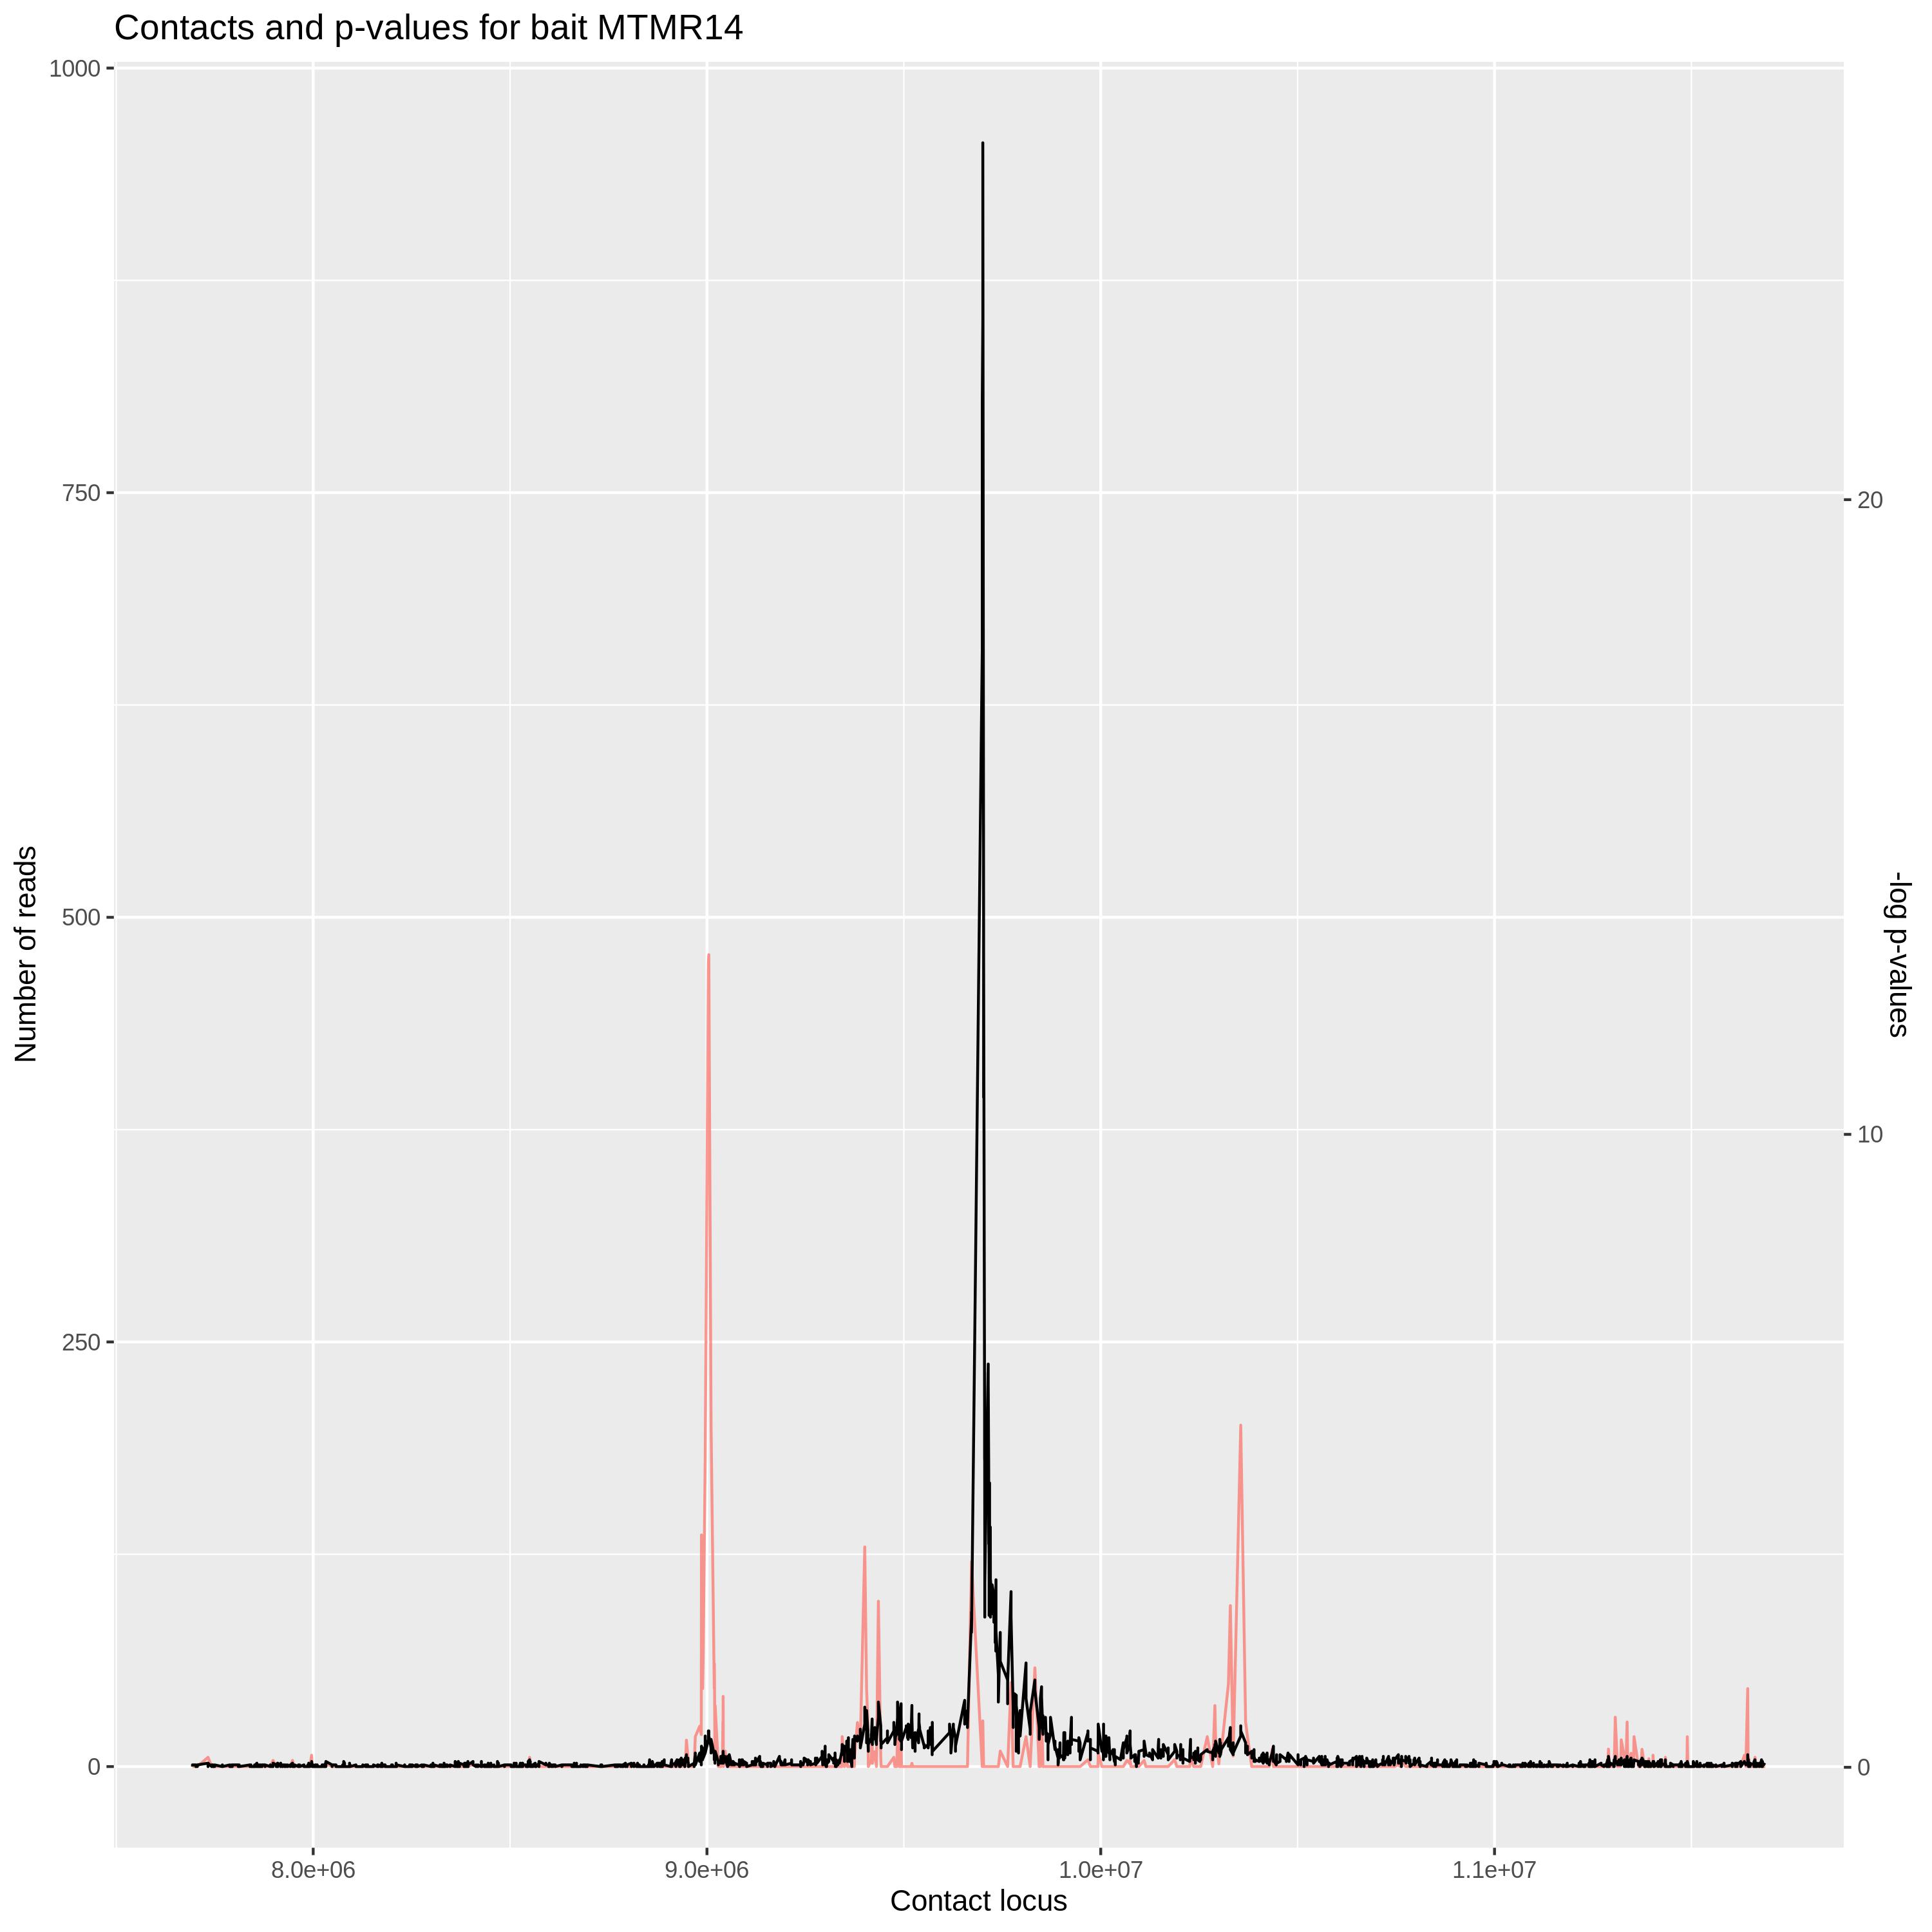 Contacts and p-values for bait MTMR14
1000
750
500
250
0
Number of reads
20
10
0
-log p-values
8.0e+06
9.0e+06
1.0e+07
1.1e+07
Contact locus